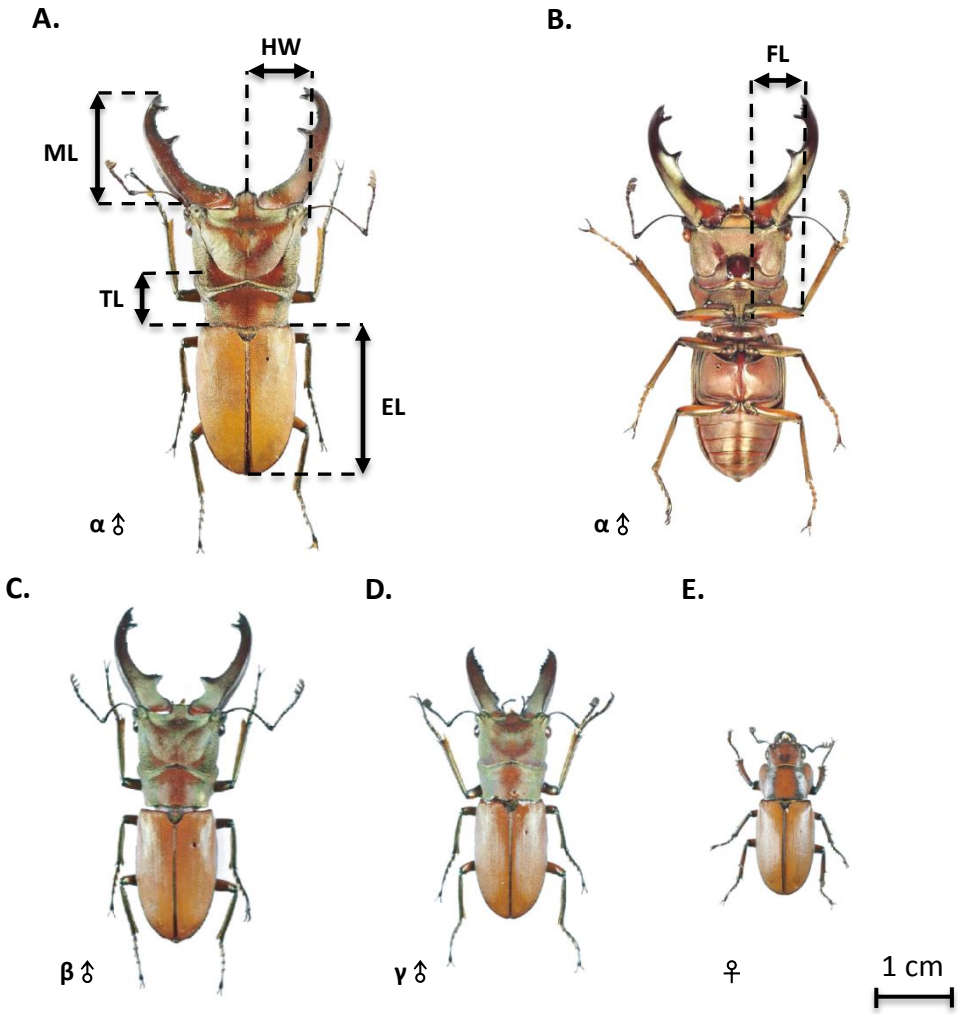 A.
B.
HW
FL
ML
TL
EL
α ♂
α ♂
C.
D.
E.
β ♂
γ ♂
♀
1 cm